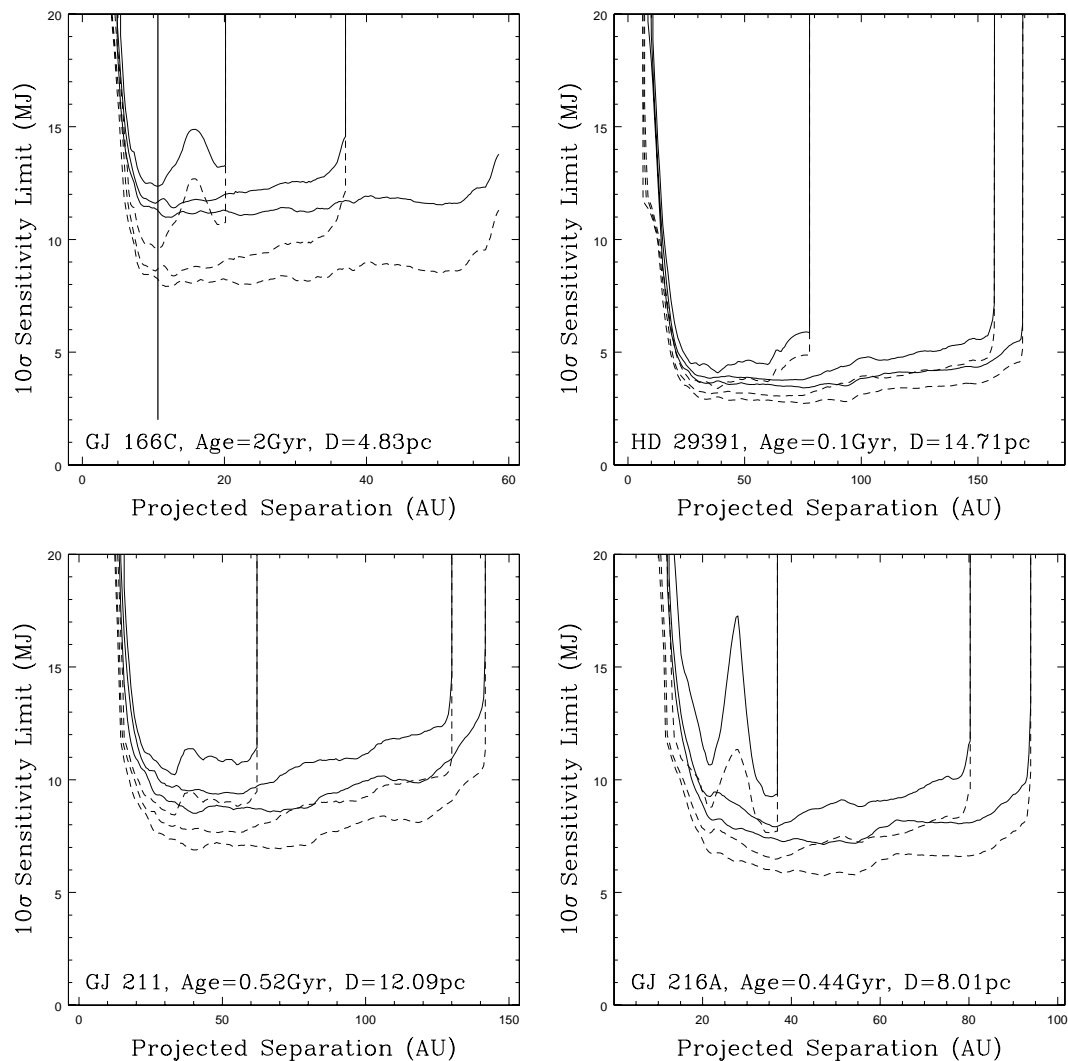 20
15
10
5
0
10σ Sensitivity Limit (MJ)
GJ 166C, Age=2Gyr, D=4.83pc
0 20 40 60
Projected Separation (AU)
20
15
10
5
0
10σ Sensitivity Limit (MJ)
HD 29391, Age=0.1Gyr, D=14.71pc
0 50 100 150
Projected Separation (AU)
20
15
10
5
0
10σ Sensitivity Limit (MJ)
GJ 211, Age=0.52Gyr, D=12.09pc
0 50 100 150
Projected Separation (AU)
20
15
10
5
0
10σ Sensitivity Limit (MJ)
GJ 216A, Age=0.44Gyr, D=8.01pc
20 40 60 80 100
Projected Separation (AU)